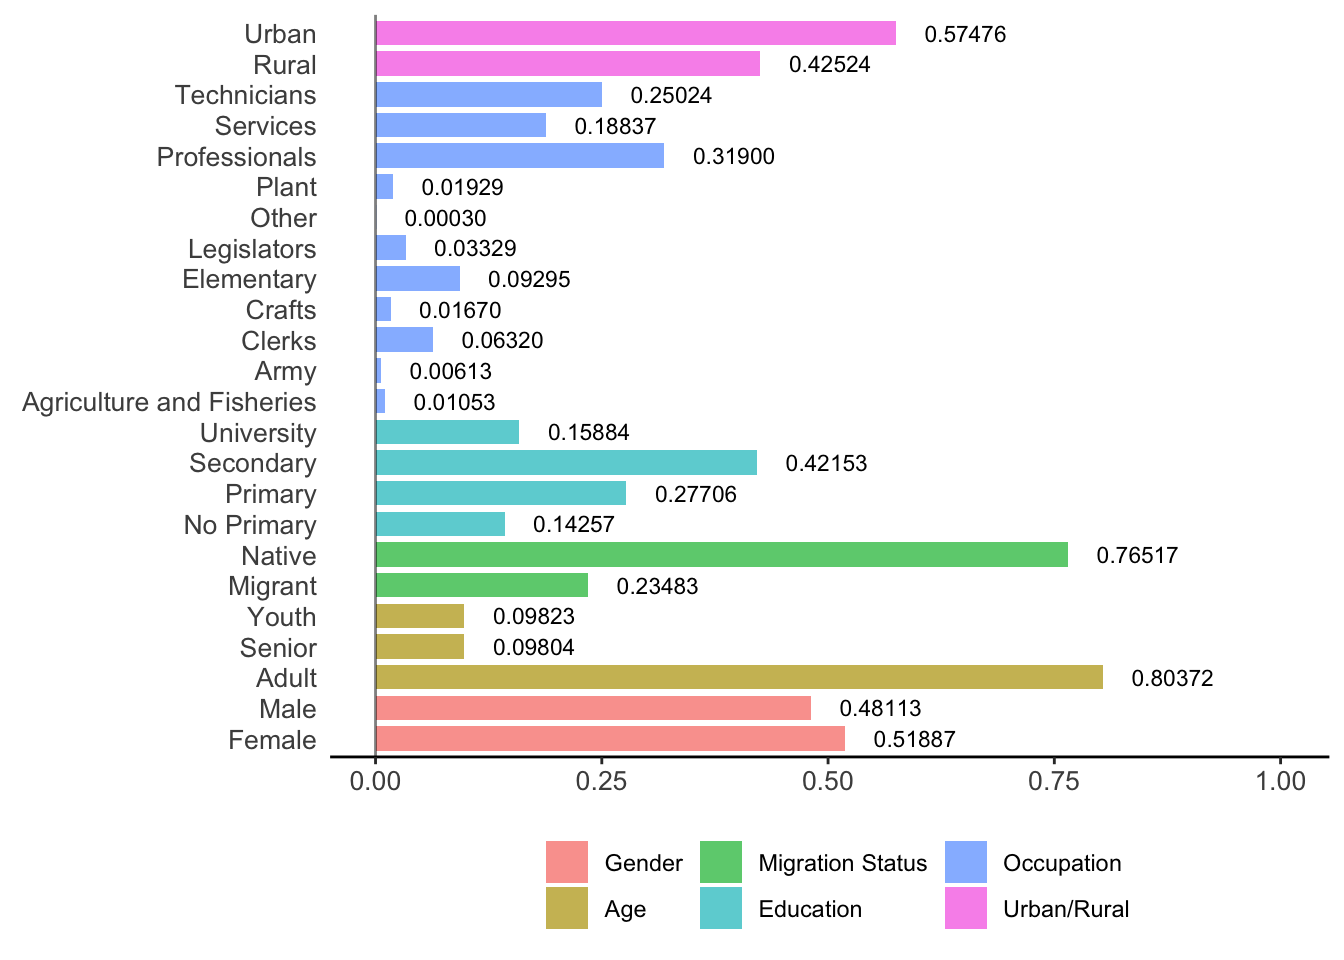 Urban 0.57476
Rural 0.42524
Technicians 0.25024
Services 0.18837
Professionals 0.31900
Plant 0.01929
Other 0.00030
Legislators 0.03329
Elementary 0.09295
Crafts 0.01670
Clerks 0.06320
Army 0.00613
Agriculture and Fisheries 0.01053
University 0.15884
Secondary 0.42153
Primary 0.27706
No Primary 0.14257
Native 0.76517
Migrant 0.23483
Youth 0.09823
Senior 0.09804
Adult 0.80372
Male 0.48113
Female 0.51887
0.00 0.25 0.50 0.75 1.00
Gender Migration Status Occupation
Age Education Urban/Rural